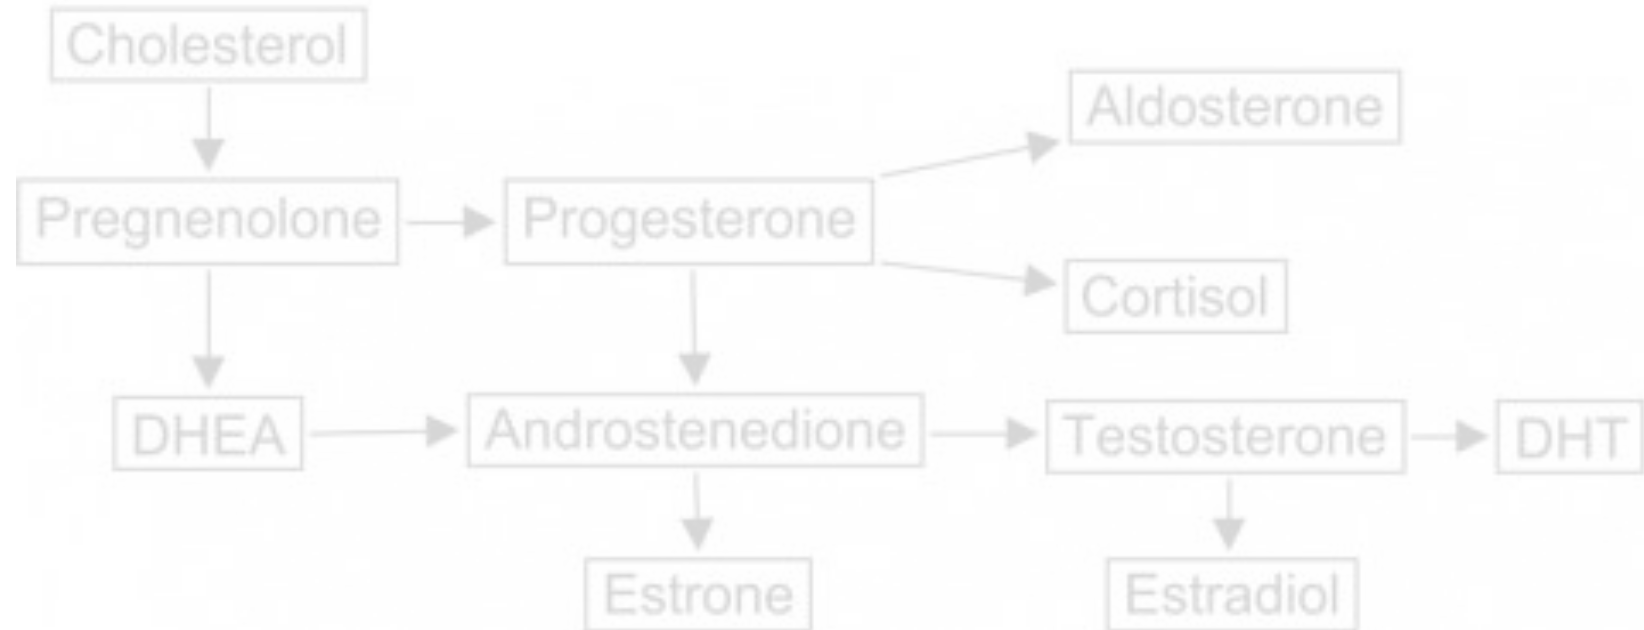 Cholesterol
Aldosterone
Pregnenolone
Progesterone
Cortisol
DHEA
Androstenedione
Testosterone
DHT
Estrone
Estradiol